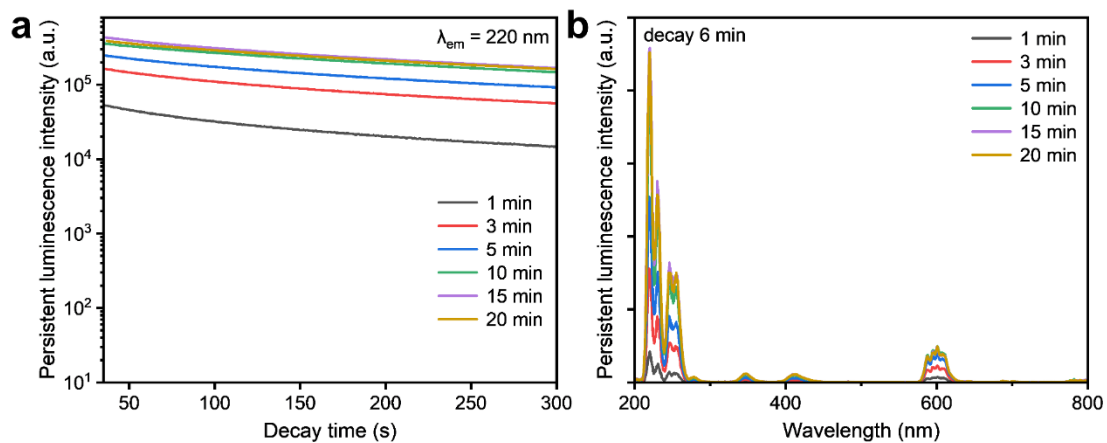 a
λem = 220 nm
Persistent luminescence intensity (a.u.)
10⁵
10⁴
10³
10²
10¹
1 min
3 min
5 min
10 min
15 min
20 min
50
100
150
200
250
300
Decay time (s)
b
decay 6 min
1 min
3 min
5 min
10 min
15 min
20 min
Persistent luminescence intensity (a.u.)
200
400
600
800
Wavelength (nm)